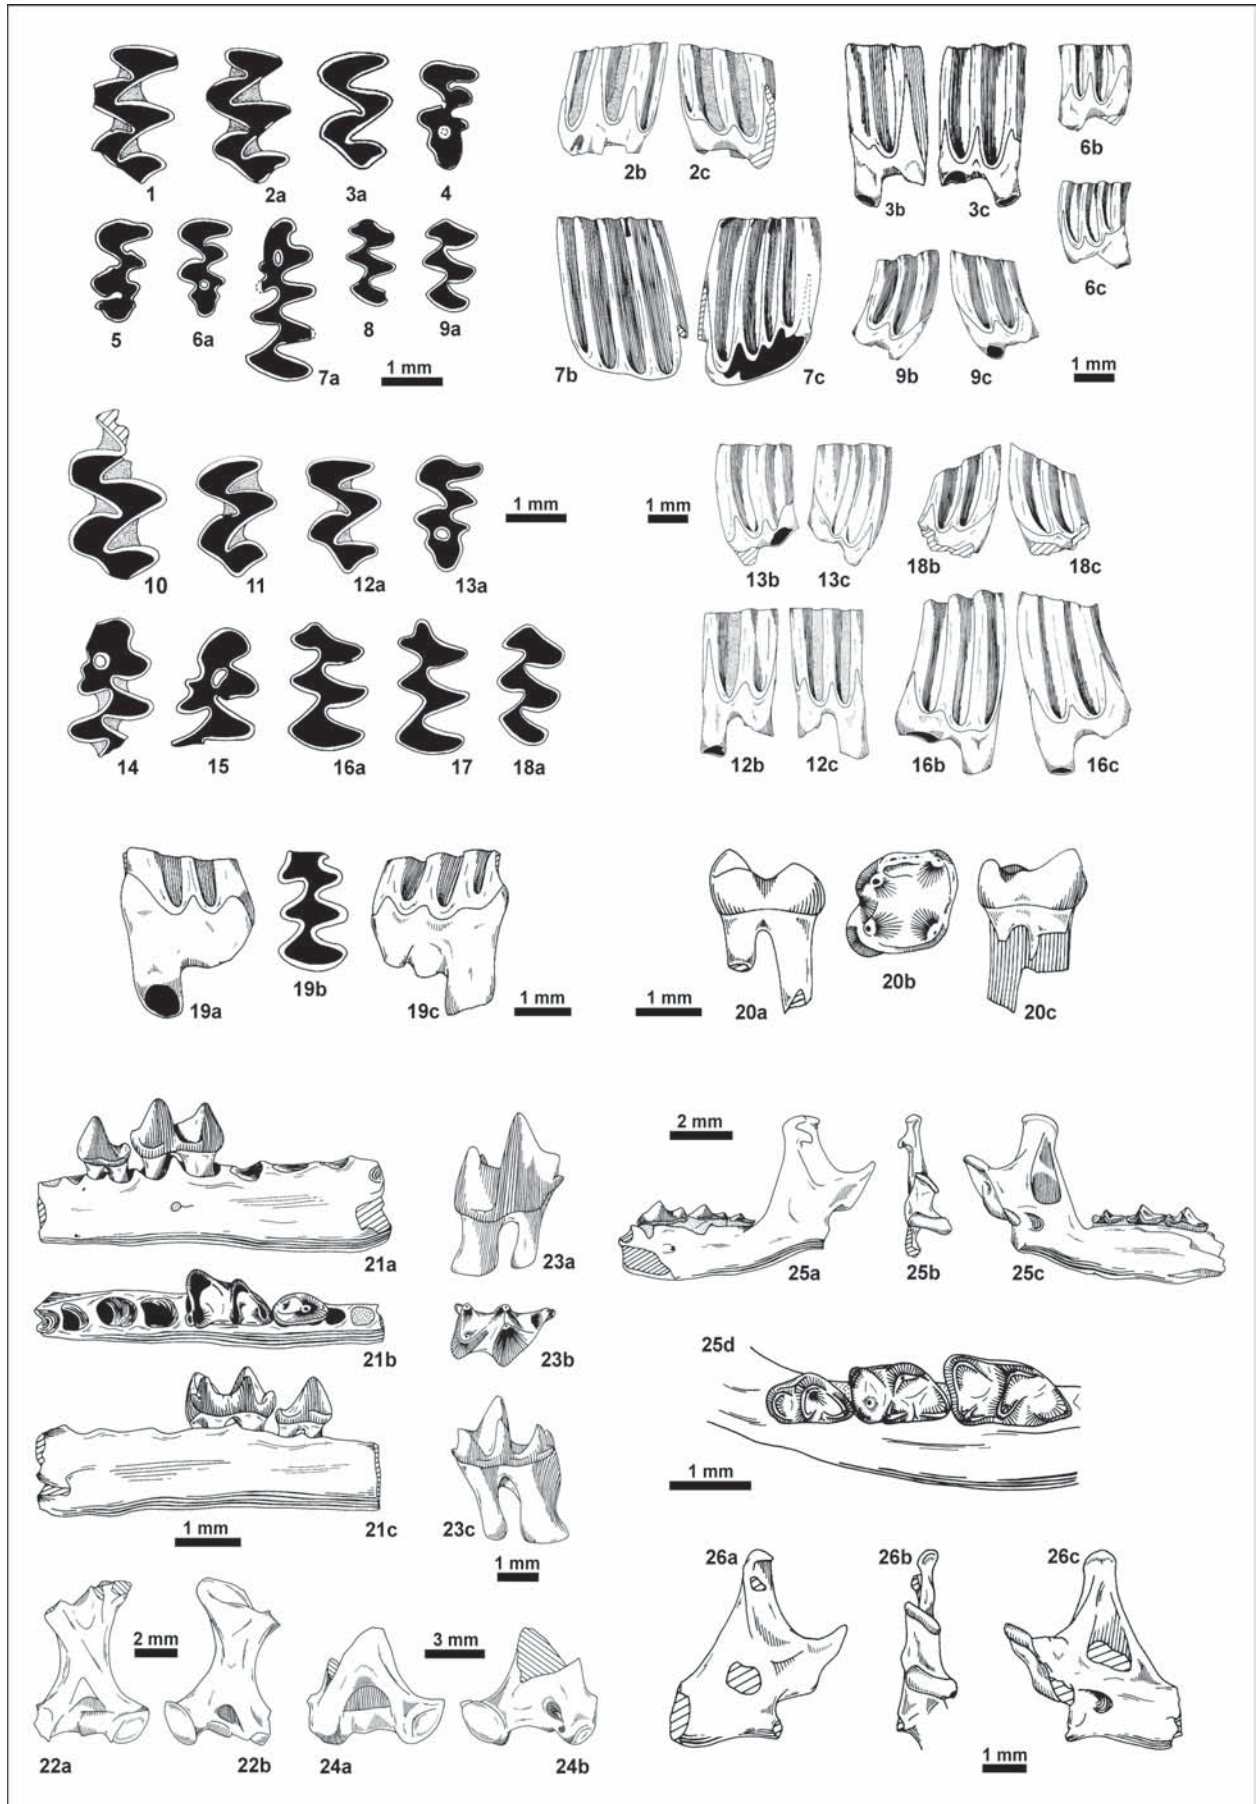 1 2a 3a 4
2b 2c
3b 3c
6b
5 6a 7a 8 9a
1 mm
7b 7c
9b 9c
6c
1 mm
10 11 12a 13a
1 mm
1 mm
13b 13c 18b 18c
14 15 16a 17 18a
12b 12c 16b 16c
19a 19b 19c
1 mm
1 mm
20a 20b 20c
21a
23a
2 mm
25a 25b 25c
21b
23b
25d
21c
1 mm
23c
1 mm
1 mm
26a 26b 26c
2 mm
3 mm
22a 22b 24a 24b
1 mm